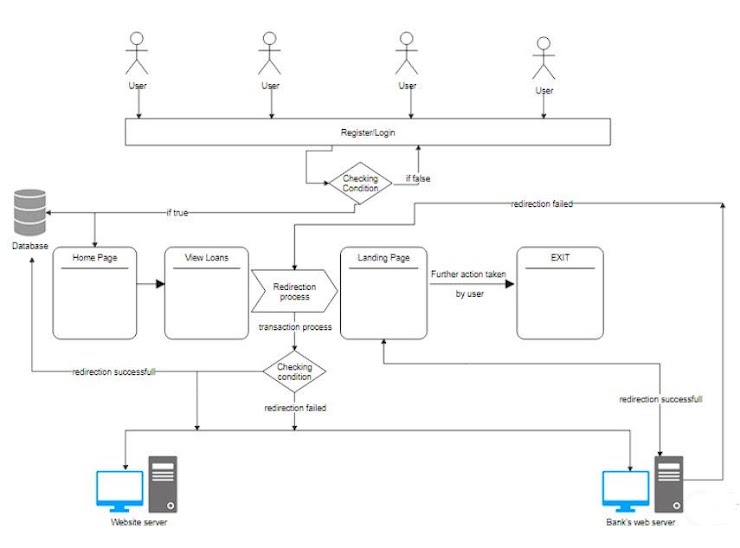 User
User
User
User
Register/Login
Checking
Condition
if false
if true
redirection failed
Database
Home Page
View Loans
Redirection
process
Landing Page
Further action taken
by user
EXIT
transaction process
Checking
condition
redirection successfull
redirection failed
redirection successfull
Website server
Bank's web server